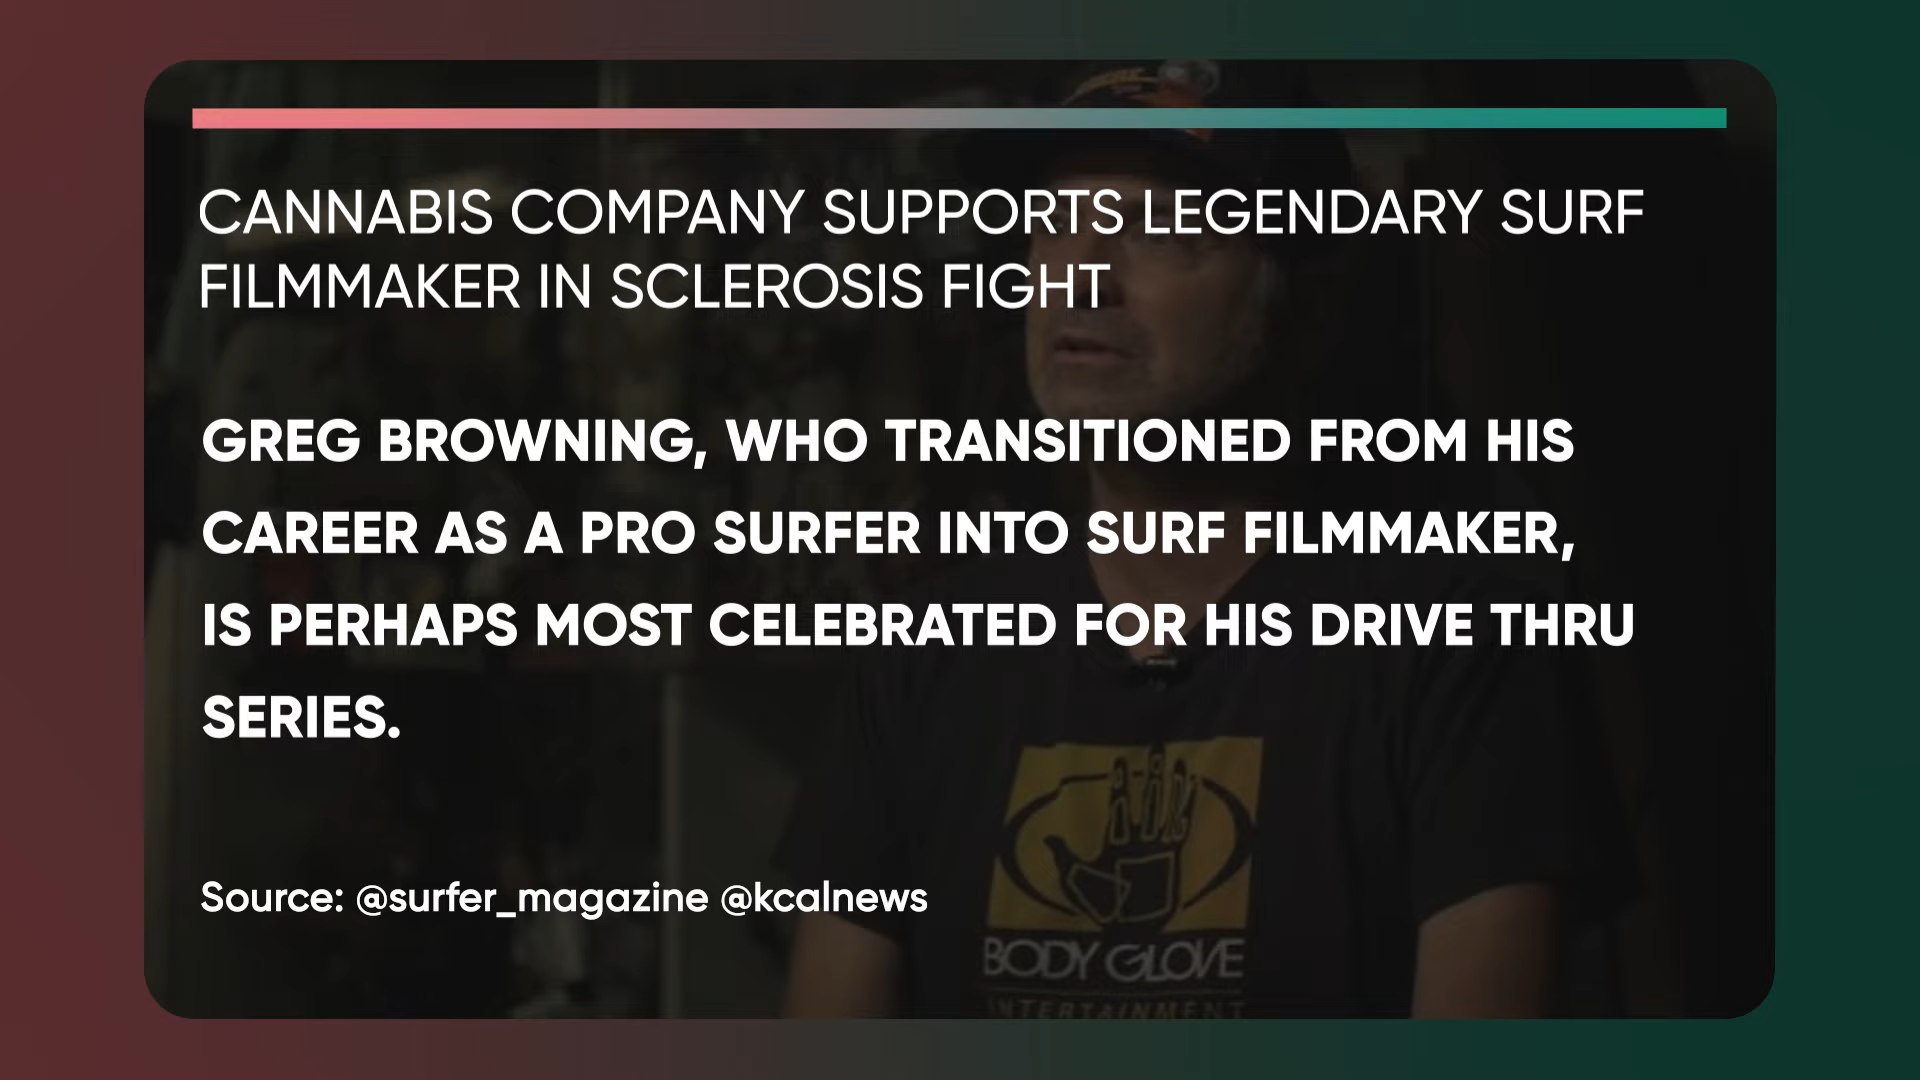 CANNABIS COMPANY SUPPORTS LEGENDARY SURF
FILMMAKER IN SCLEROSIS FIGHT
GREG BROWNING, WHO TRANSITIONED FROM HIS
CAREER AS A PRO SURFER INTO SURF FILMMAKER,
IS PERHAPS MOST CELEBRATED FOR HIS DRIVE THRU
SERIES.
Source: @surfer_magazine @kcalnews
BODY GLOVE
ENTERTAINMENT